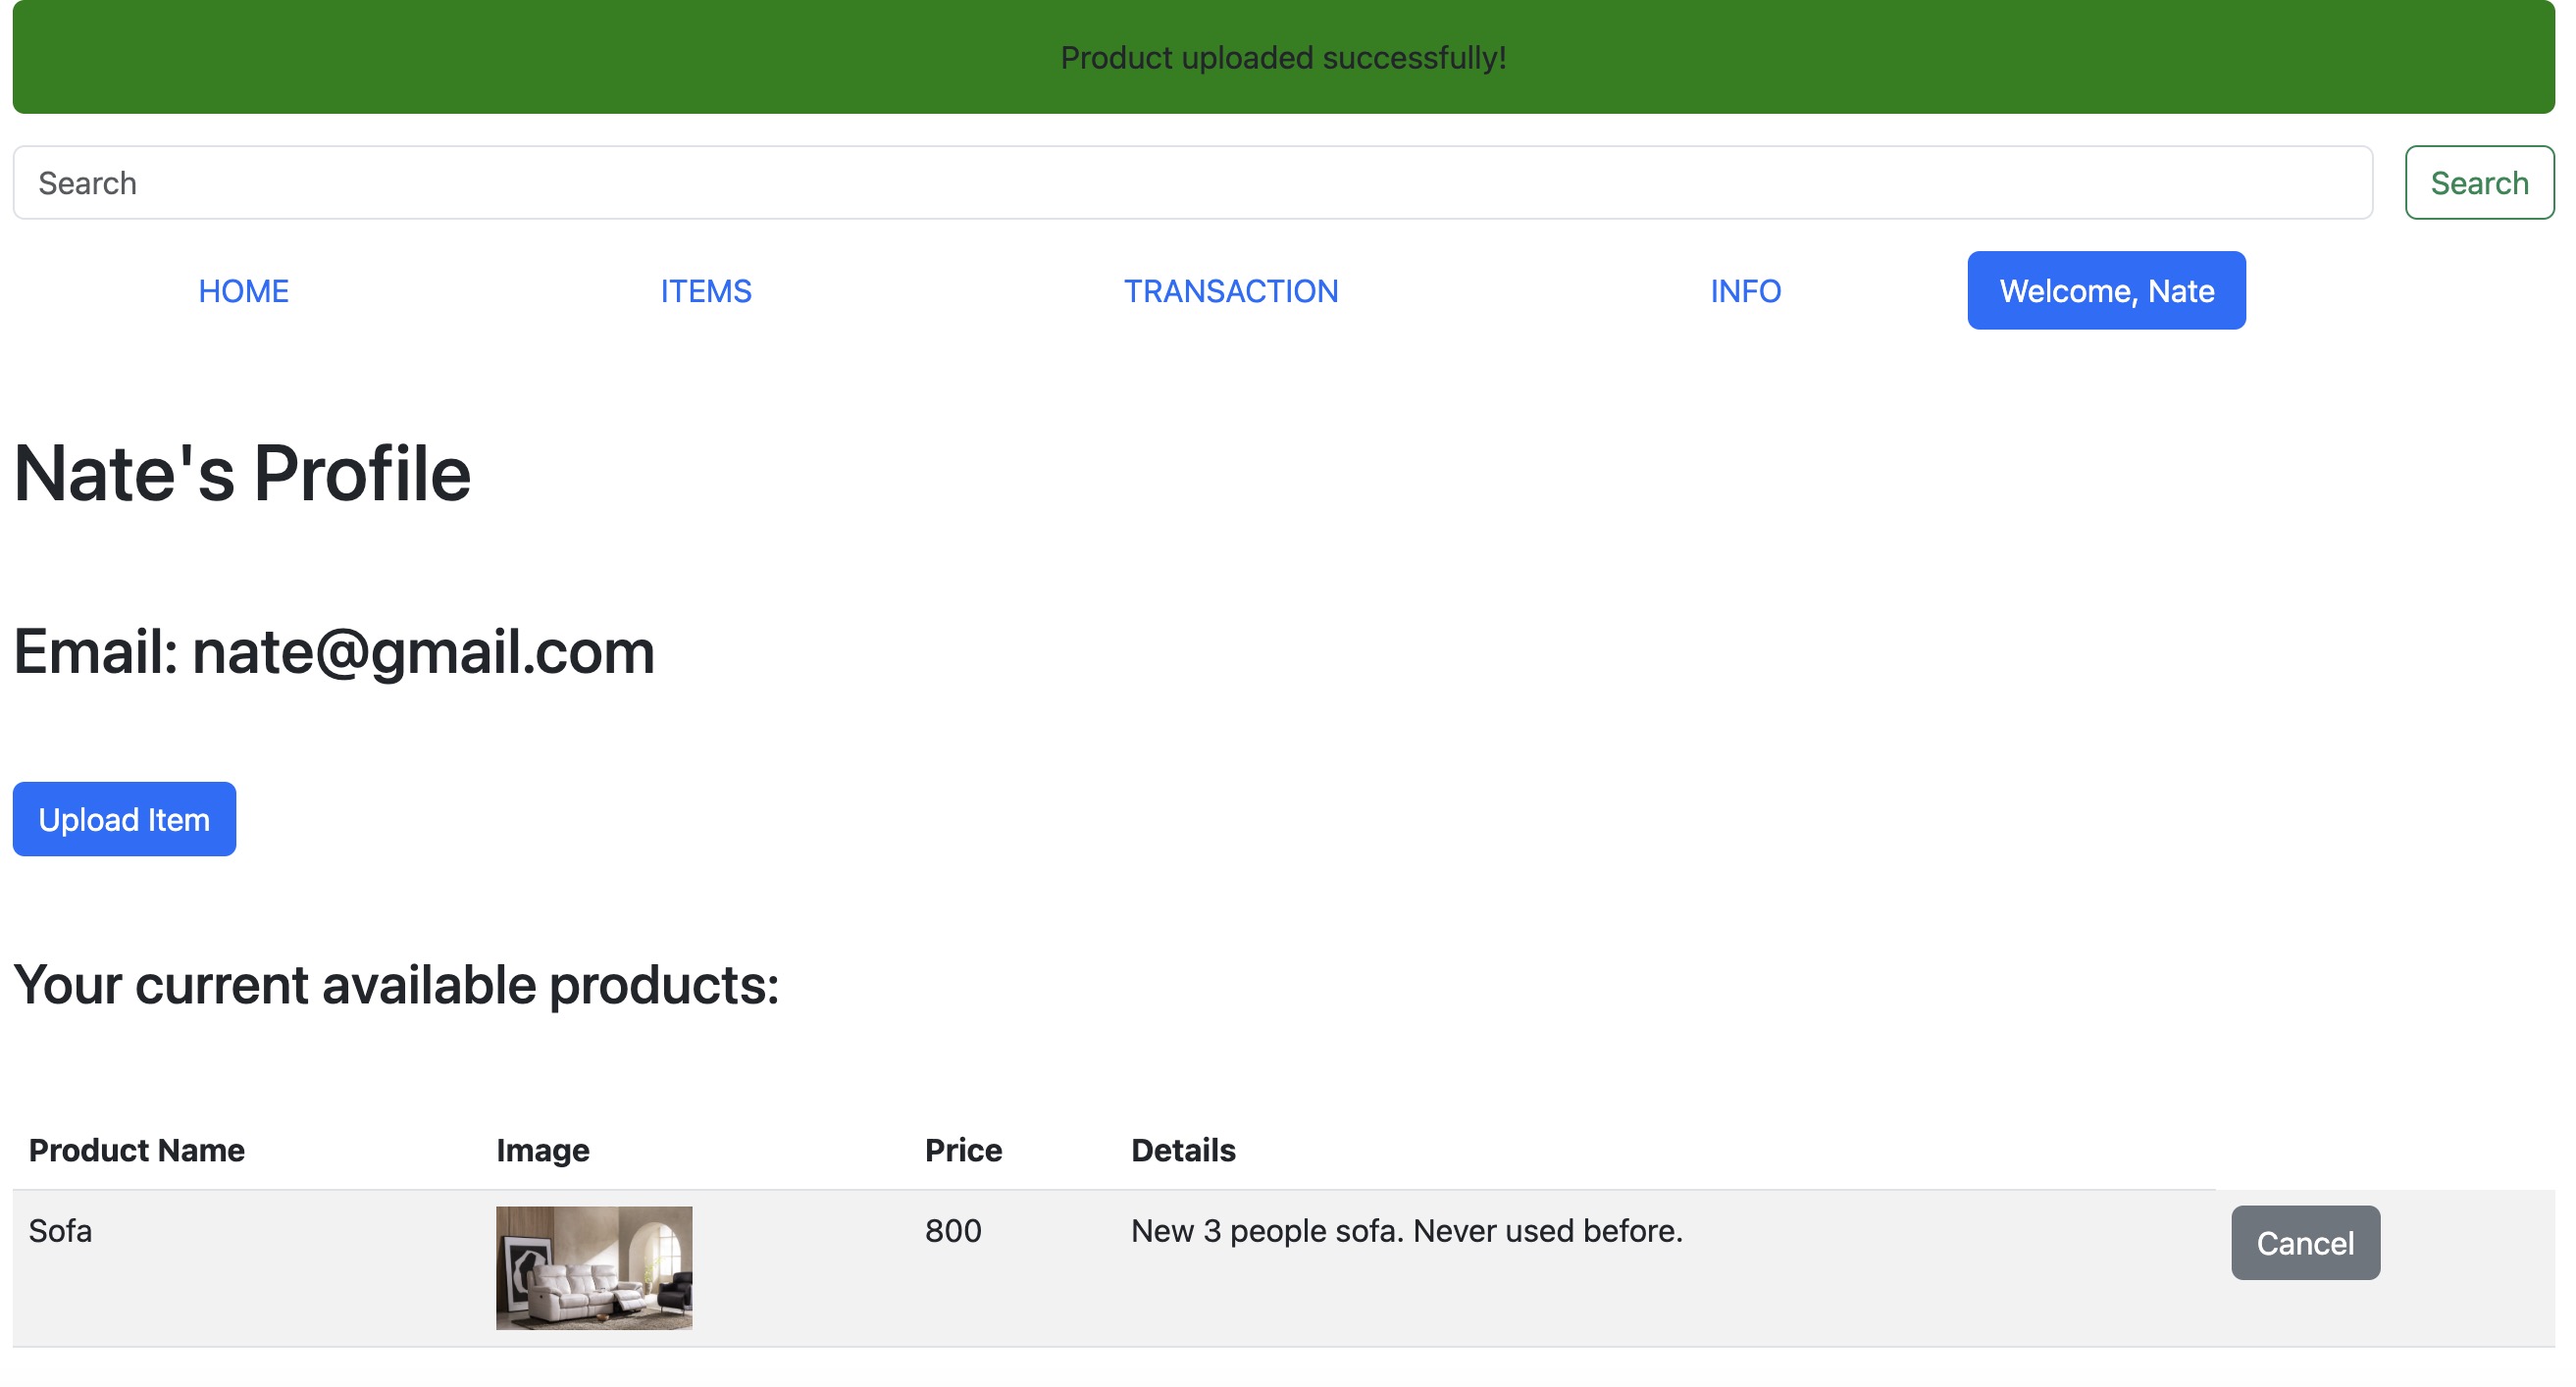 Product uploaded successfully!
Search Search
HOME ITEMS TRANSACTION INFO Welcome, Nate
Nate's Profile
Email: nate@gmail.com
Upload Item
Your current available products:
Product Name Image Price Details
Sofa 800 New 3 people sofa. Never used before. Cancel